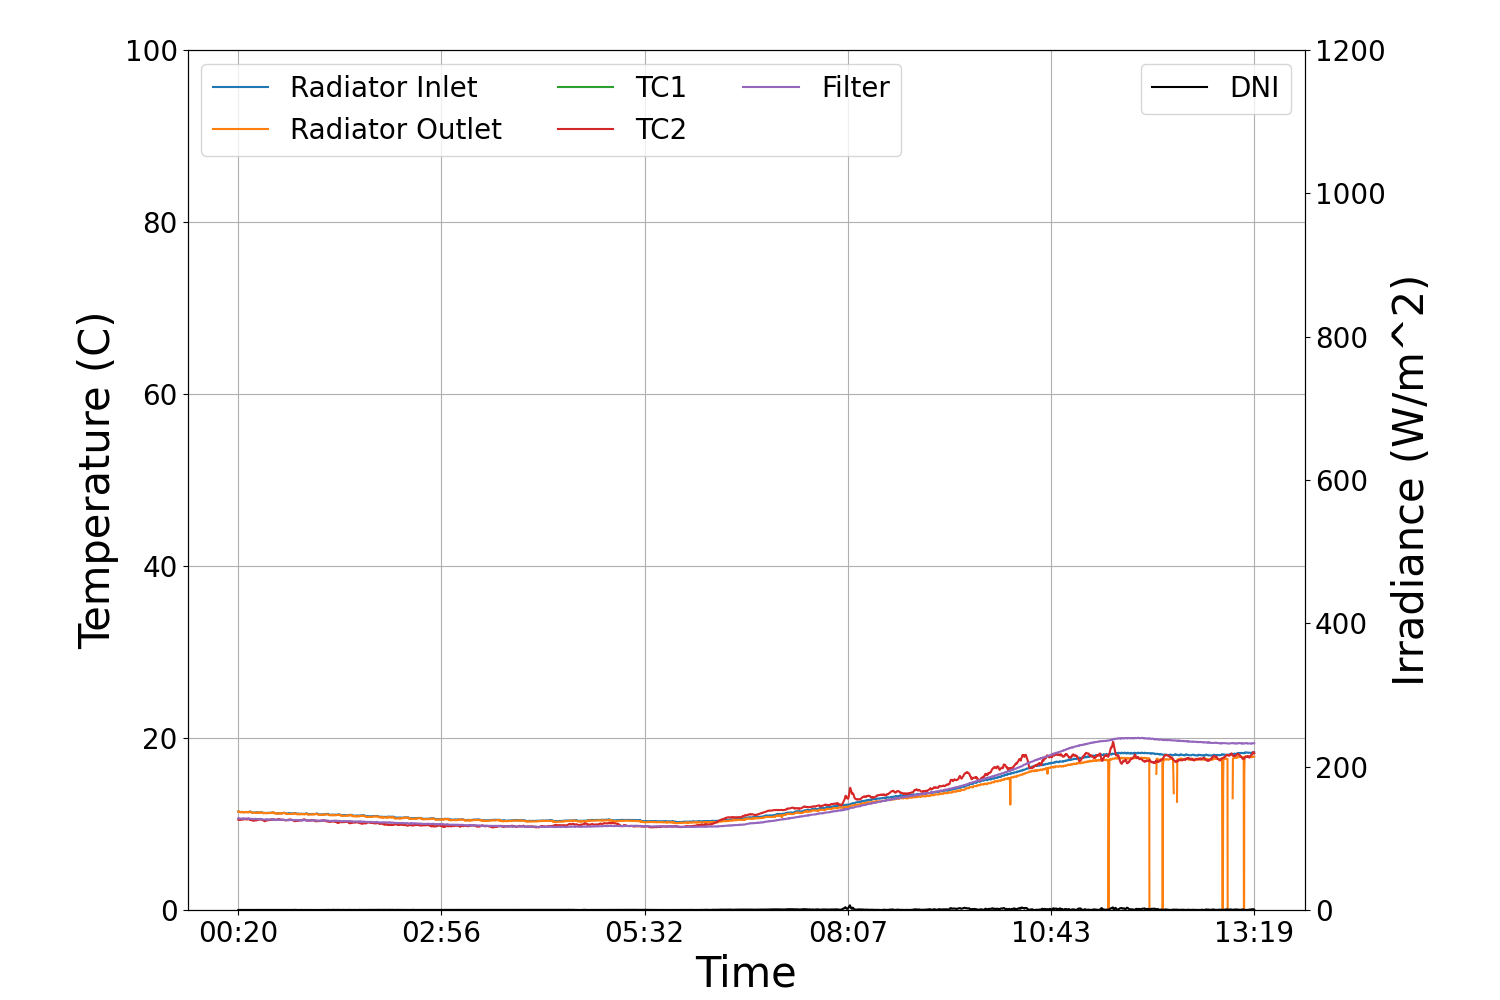 100
80
60
40
20
0
Temperature (C)
Radiator Inlet
Radiator Outlet
TC1
TC2
Filter
DNI
1200
1000
800
600
400
200
0
Irradiance (W/m^2)
00:20
02:56
05:32
08:07
10:43
13:19
Time